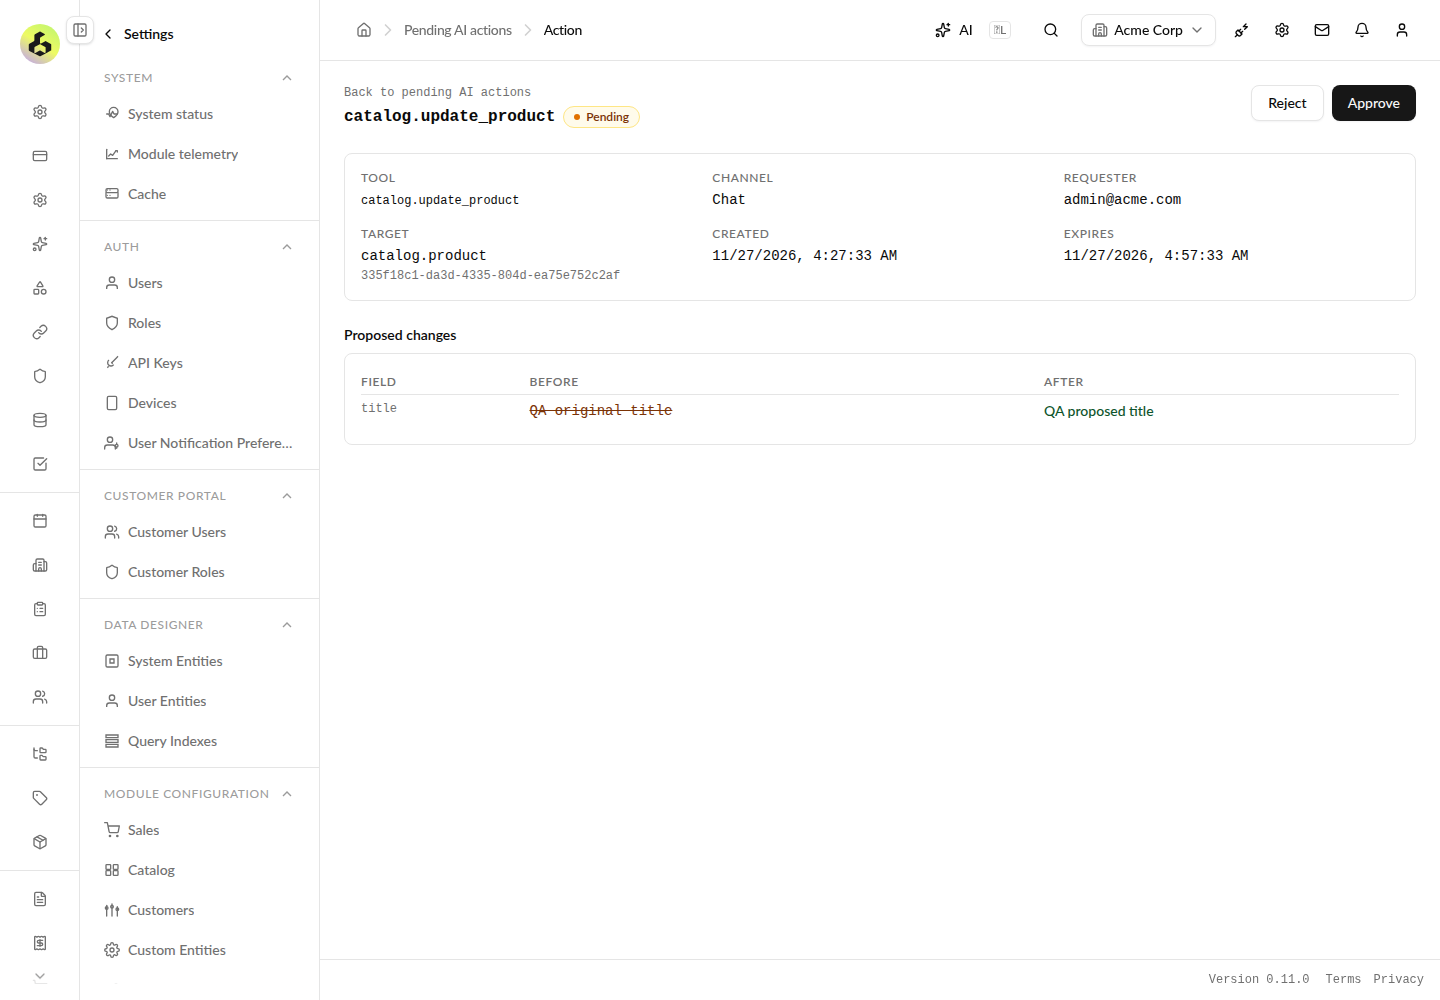 Settings
SYSTEM
System status
Module telemetry
Cache
AUTH
Users
Roles
API Keys
Devices
User Notification Prefere...
CUSTOMER PORTAL
Customer Users
Customer Roles
DATA DESIGNER
System Entities
User Entities
Query Indexes
MODULE CONFIGURATION
Sales
Catalog
Customers
Custom Entities
Pending AI actions
Action
AI
L
Acme Corp
Back to pending AI actions
catalog.update_product
Pending
Reject
Approve
TOOL
catalog.update_product
CHANNEL
Chat
REQUESTER
admin@acme.com
TARGET
catalog.product
335f18c1-da3d-4335-804d-ea75e752c2af
CREATED
11/27/2026, 4:27:33 AM
EXPIRES
11/27/2026, 4:57:33 AM
Proposed changes
FIELD BEFORE AFTER
title QA original title QA proposed title
Version 0.11.0 Terms Privacy